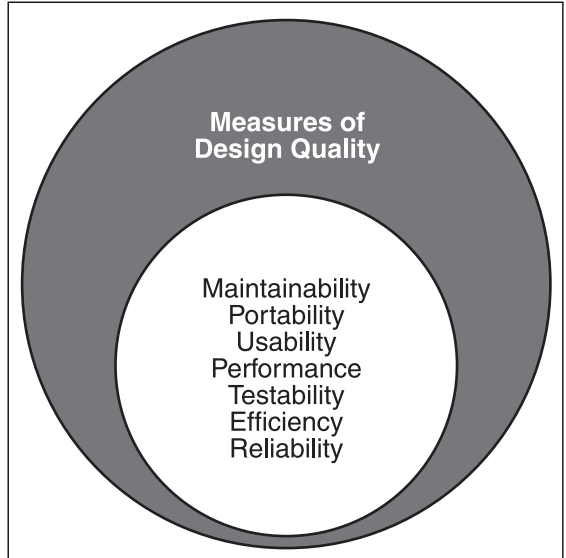 Measures of
Design Quality
Maintainability
Portability
Usability
Performance
Testability
Efficiency
Reliability